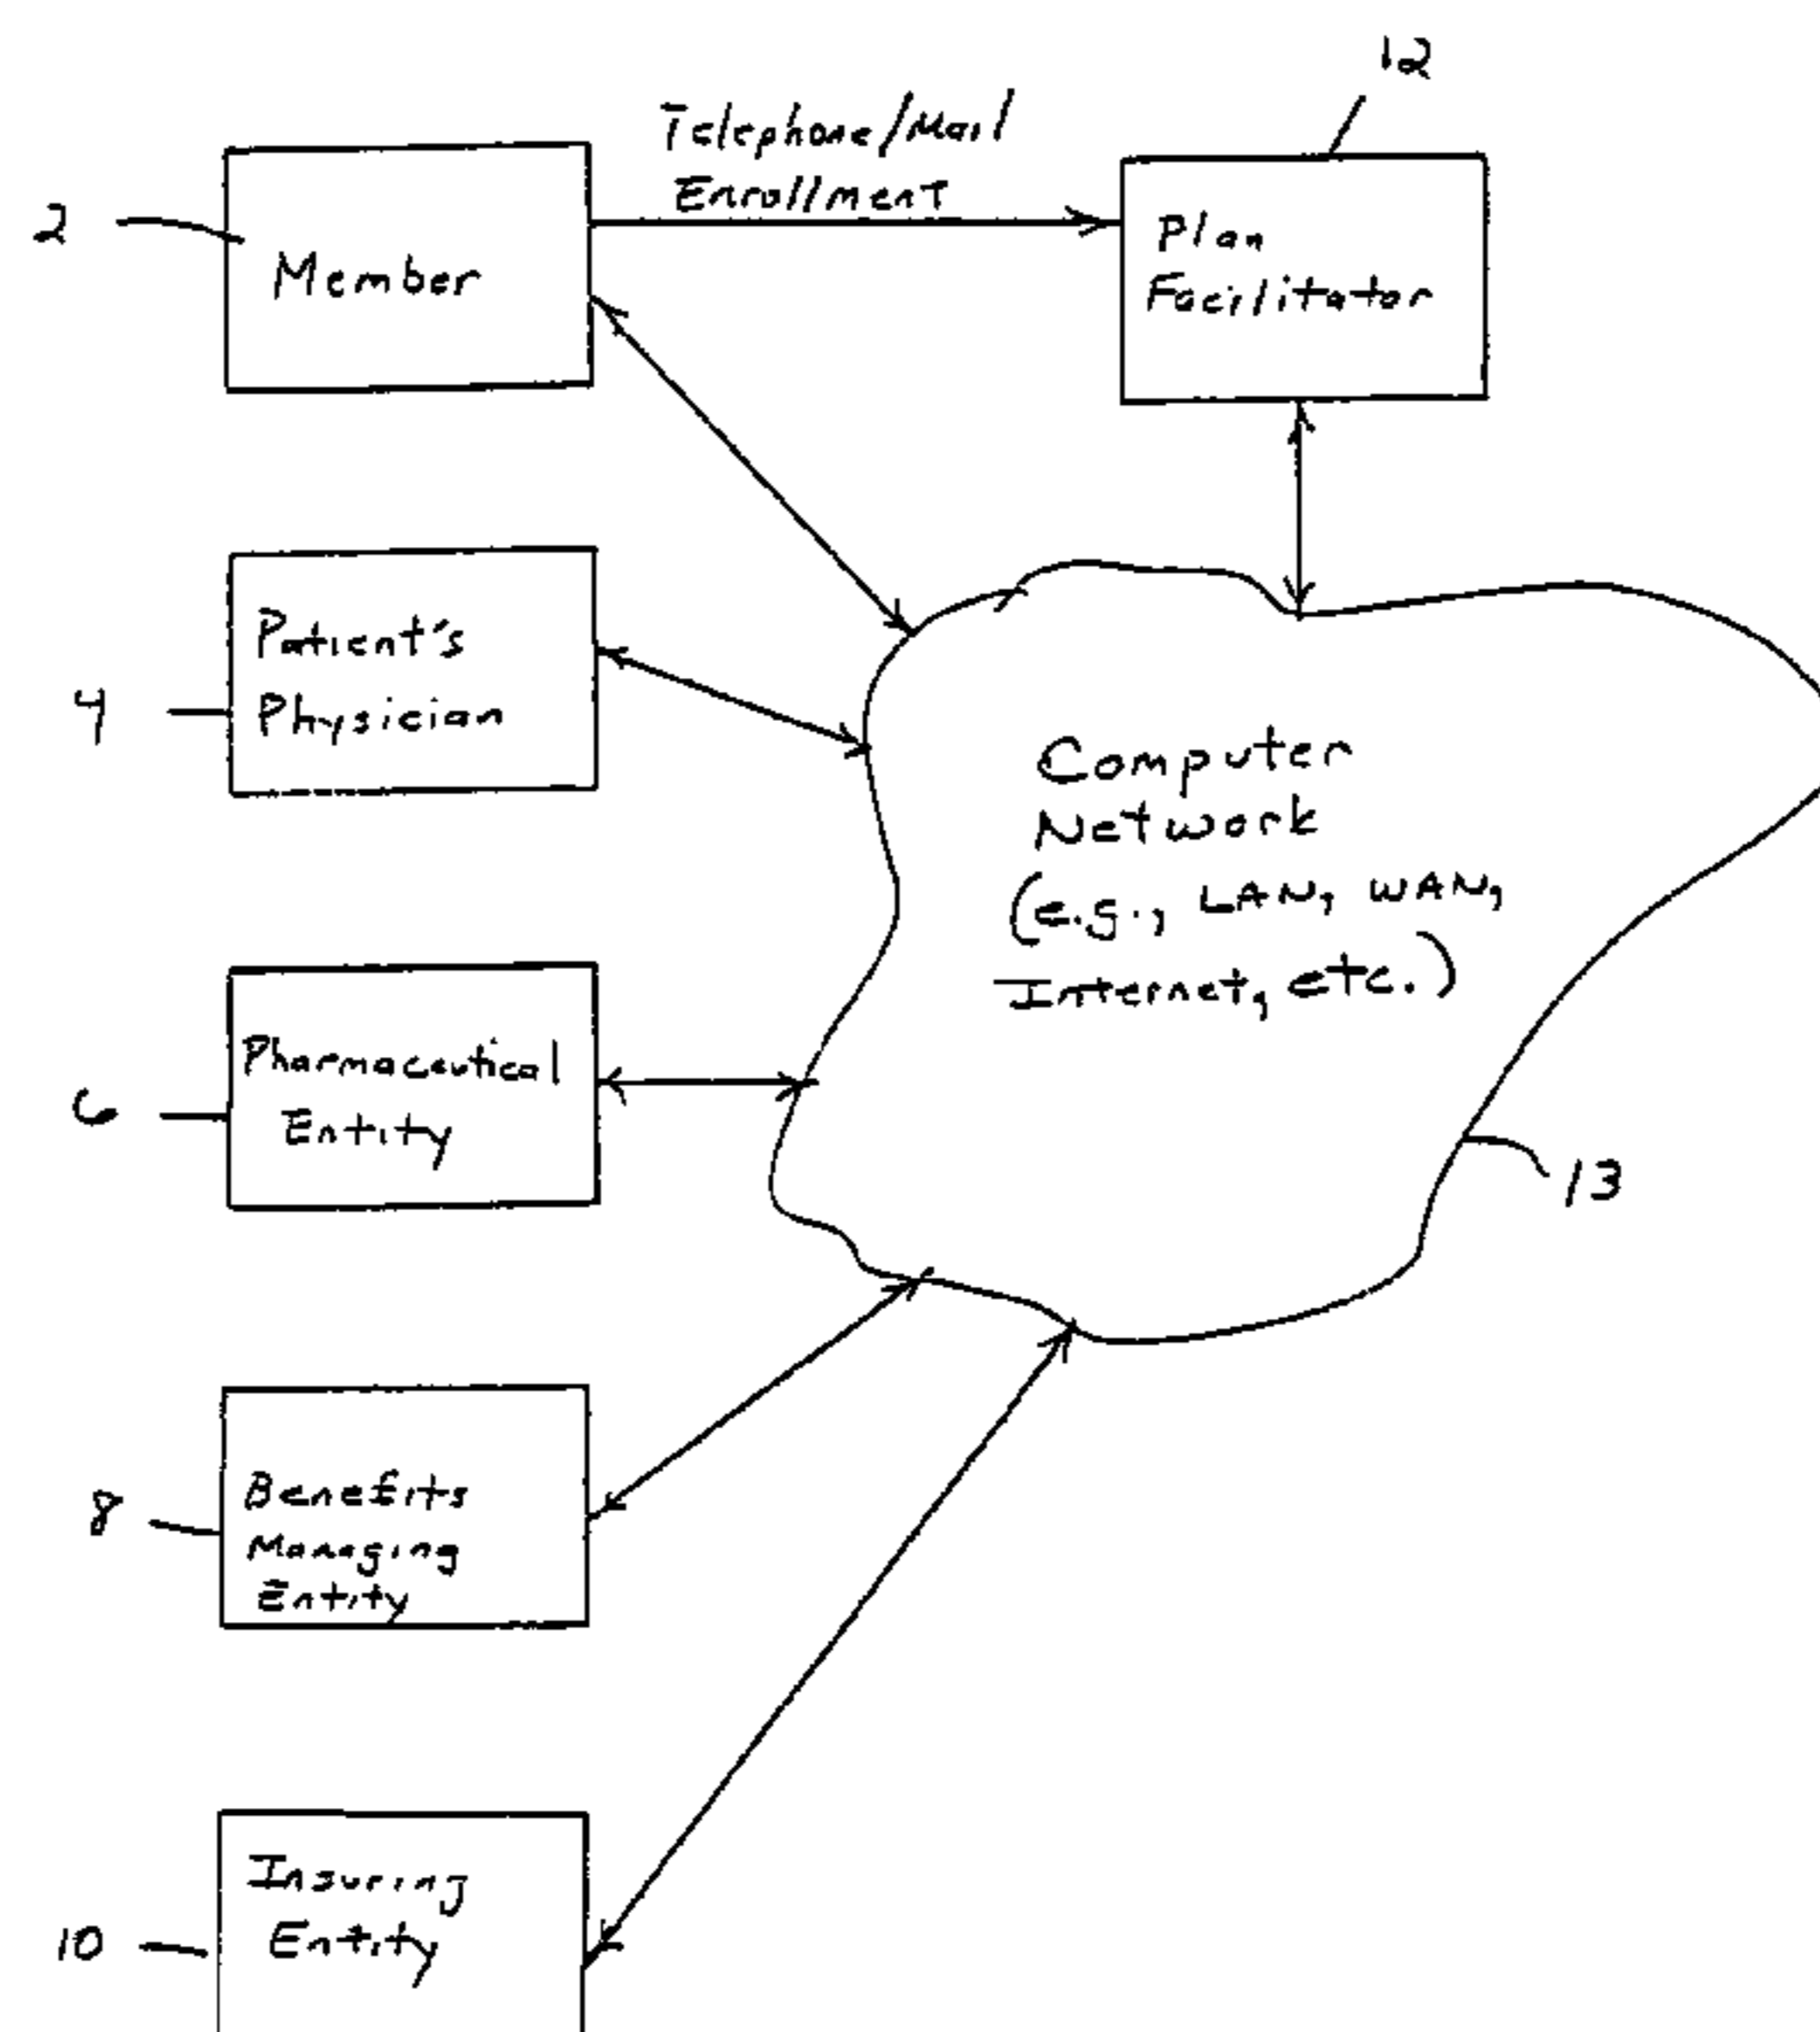 12
Telephone/Mail
Enrollment
2
Member
Plan
Facilitator
Patient's
4
Physician
Computer
Network
(e.g., LAN, WAN,
Internet, etc.)
Pharmaceutical
6
Entity
13
Benefits
8
Managing
Entity
Insuring
10
Entity